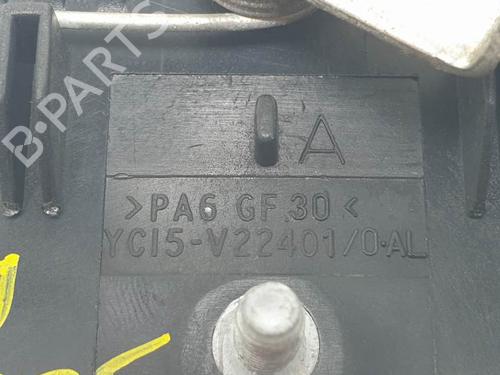 B-PARTS
A
>PA6 GF30<
YC15-V22401/0-AL